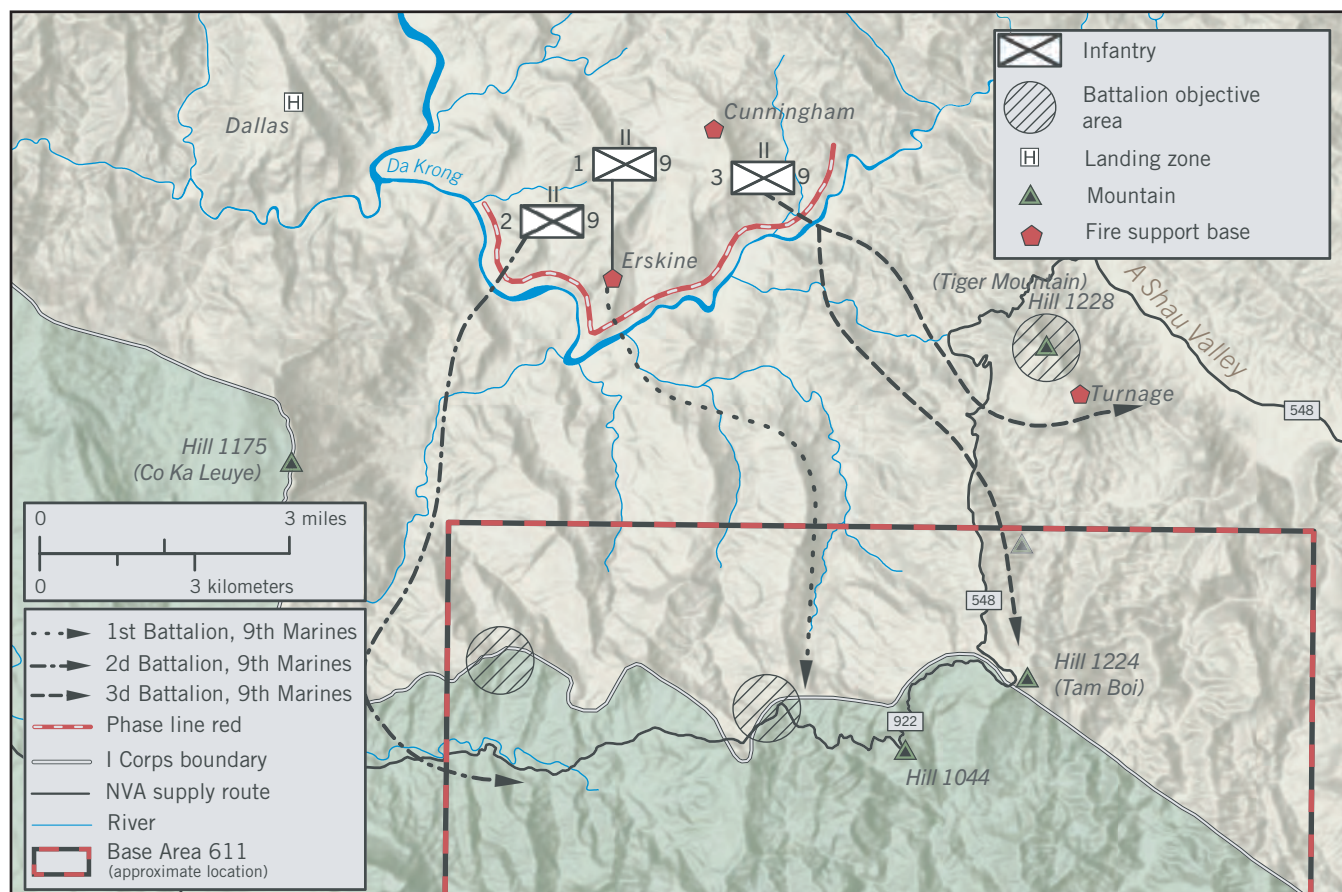 H
Dallas
Da Krong
Cunningham
II
1 9
II
3 9
II
2 9
Erskine
Infantry
Battalion objective
area
H Landing zone
Mountain
Fire support base
(Tiger Mountain)
Hill 1228
A Shau Valley
Turnage
548
Hill 1175
(Co Ka Leuye)
0 3 miles
0 3 kilometers
548
Hill 1224
(Tam Boi)
922
Hill 1044
1st Battalion, 9th Marines
2d Battalion, 9th Marines
3d Battalion, 9th Marines
Phase line red
I Corps boundary
NVA supply route
River
Base Area 611
(approximate location)